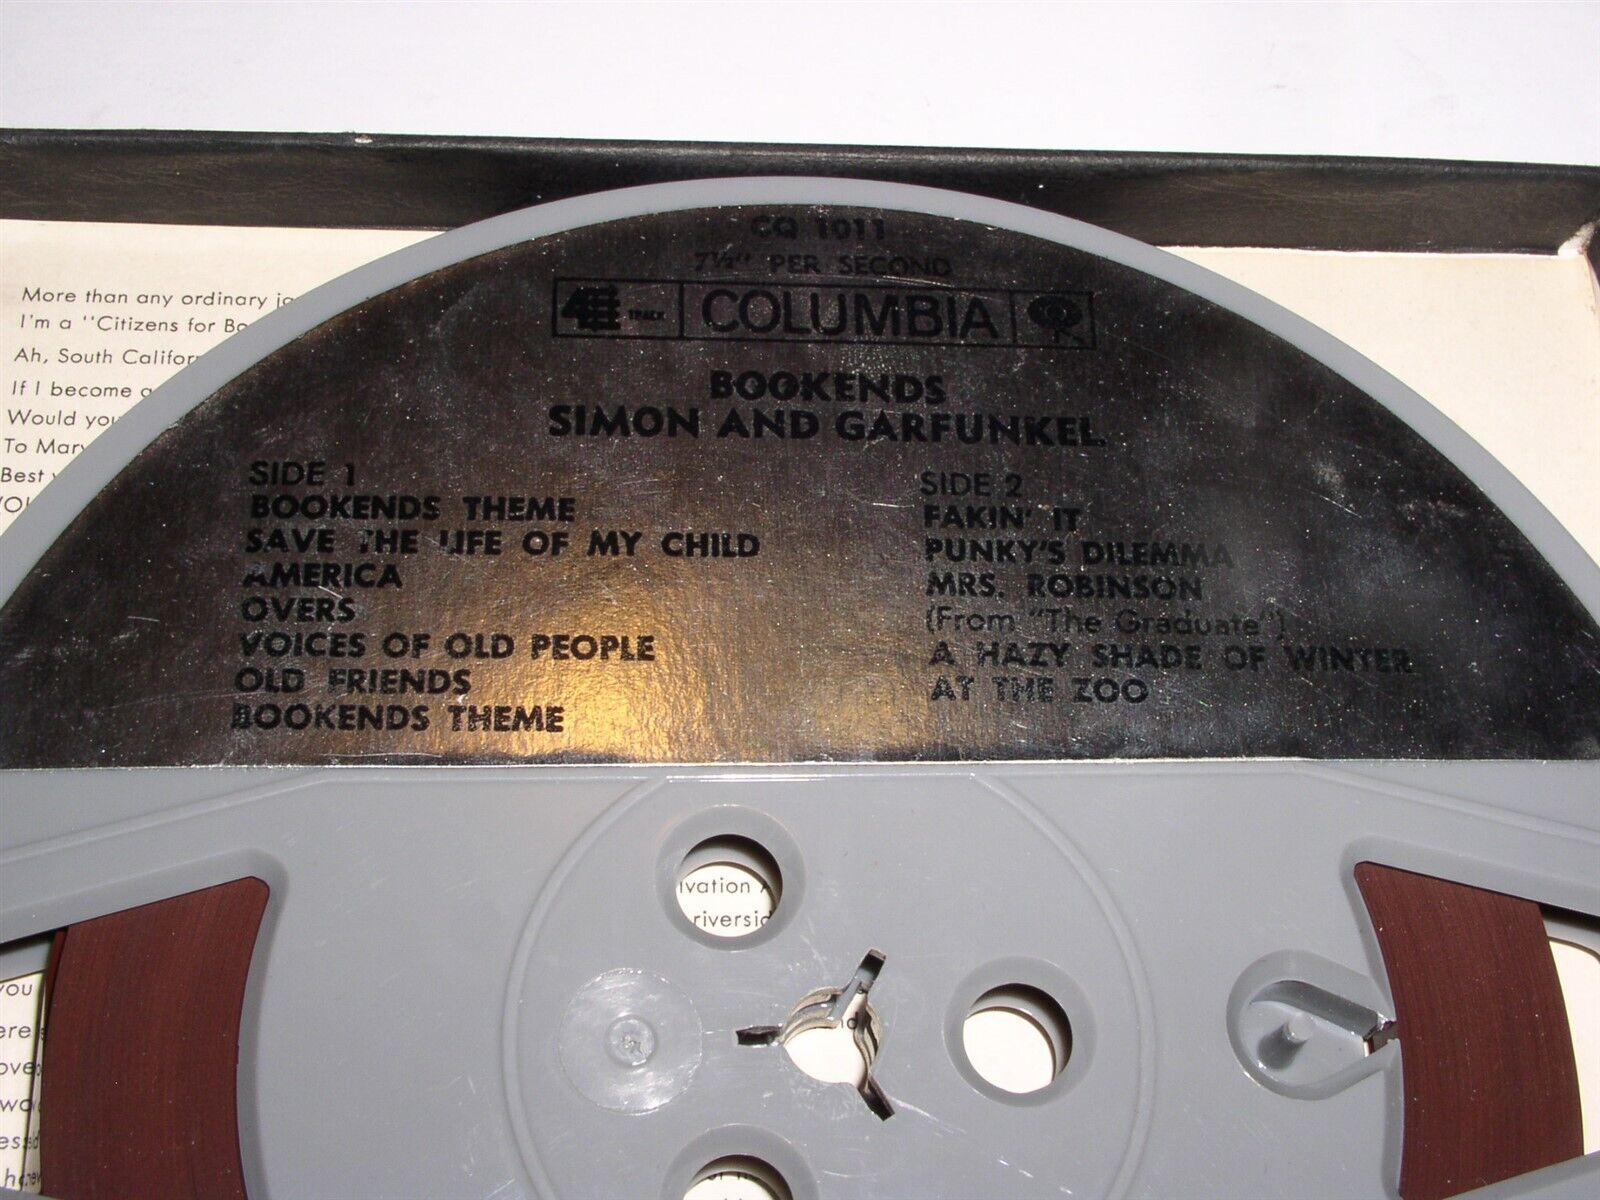 CQ 1011
7½" PER SECOND
4 TRACK COLUMBIA
BOOKENDS
SIMON AND GARFUNKEL
SIDE 1
BOOKENDS THEME
SAVE THE LIFE OF MY CHILD
AMERICA
OVERS
VOICES OF OLD PEOPLE
OLD FRIENDS
BOOKENDS THEME
SIDE 2
FAKIN' IT
PUNKY'S DILEMMA
MRS. ROBINSON
(From "The Graduate")
A HAZY SHADE OF WINTER
AT THE ZOO
More than any ordinary
I'm a "Citizens for
Ah, South
If I become a
Would you
To
Best
you